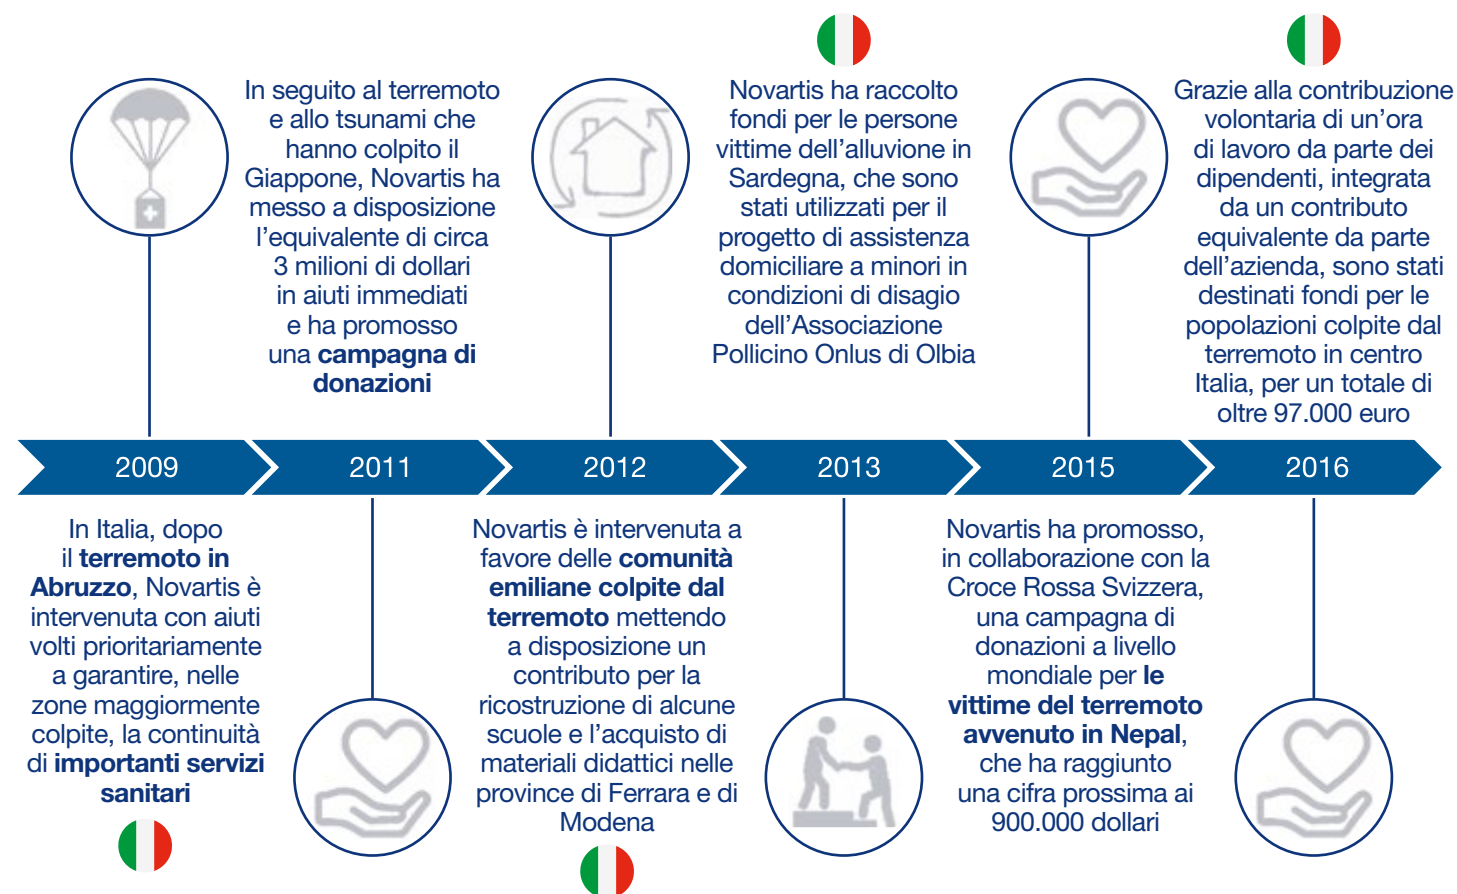 In seguito al terremoto
e allo tsunami che
hanno colpito il
Giappone, Novartis ha
messo a disposizione
l’equivalente di circa
3 milioni di dollari
in aiuti immediati
e ha promosso
una campagna di
donazioni
Novartis ha raccolto
fondi per le persone
vittime dell’alluvione in
Sardegna, che sono
stati utilizzati per il
progetto di assistenza
domiciliare a minori in
condizioni di disagio
dell’Associazione
Pollicino Onlus di Olbia
Grazie alla contribuzione
volontaria di un’ora
di lavoro da parte dei
dipendenti, integrata
da un contributo
equivalente da parte
dell’azienda, sono stati
destinati fondi per le
popolazioni colpite dal
terremoto in centro
Italia, per un totale di
oltre 97.000 euro
2009
2011
2012
2013
2015
2016
In Italia, dopo
il terremoto in
Abruzzo, Novartis è
intervenuta con aiuti
volti prioritariamente
a garantire, nelle
zone maggiormente
colpite, la continuità
di importanti servizi
sanitari
Novartis è intervenuta a
favore delle comunità
emiliane colpite dal
terremoto mettendo
a disposizione un
contributo per la
ricostruzione di alcune
scuole e l’acquisto di
materiali didattici nelle
province di Ferrara e di
Modena
Novartis ha promosso,
in collaborazione con la
Croce Rossa Svizzera,
una campagna di
donazioni a livello
mondiale per le
vittime del terremoto
avvenuto in Nepal,
che ha raggiunto
una cifra prossima ai
900.000 dollari